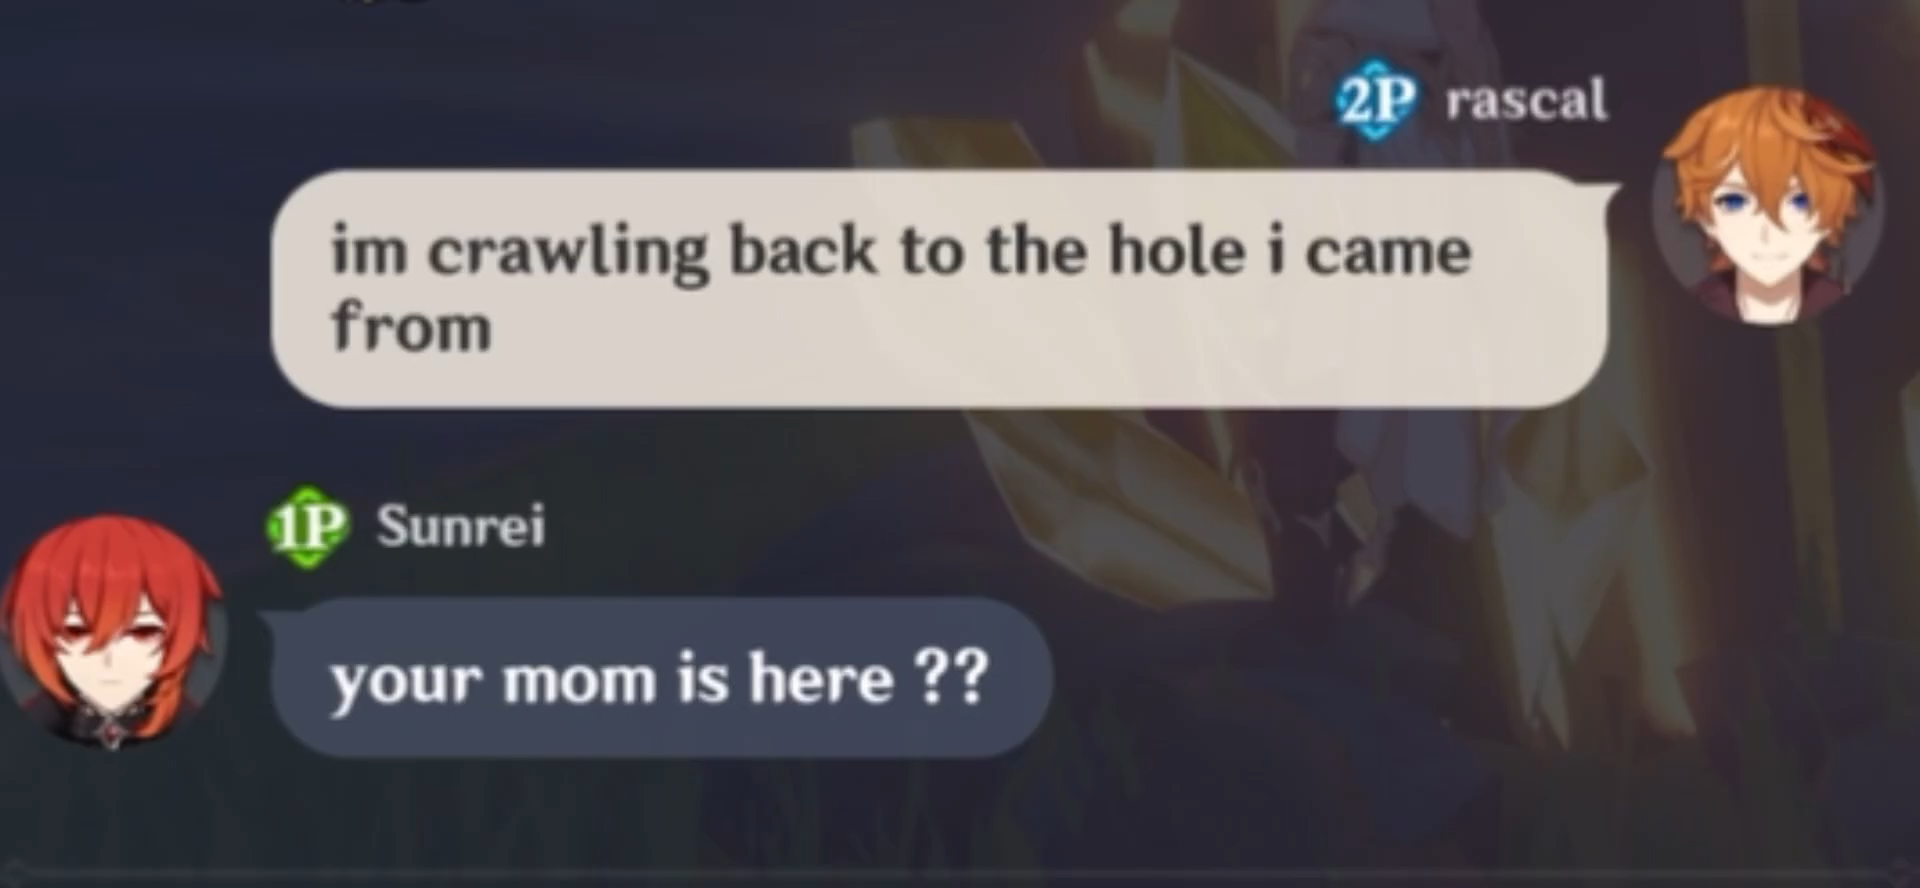 2P rascal
im crawling back to the hole i came
from
1P Sunrei
your mom is here ??